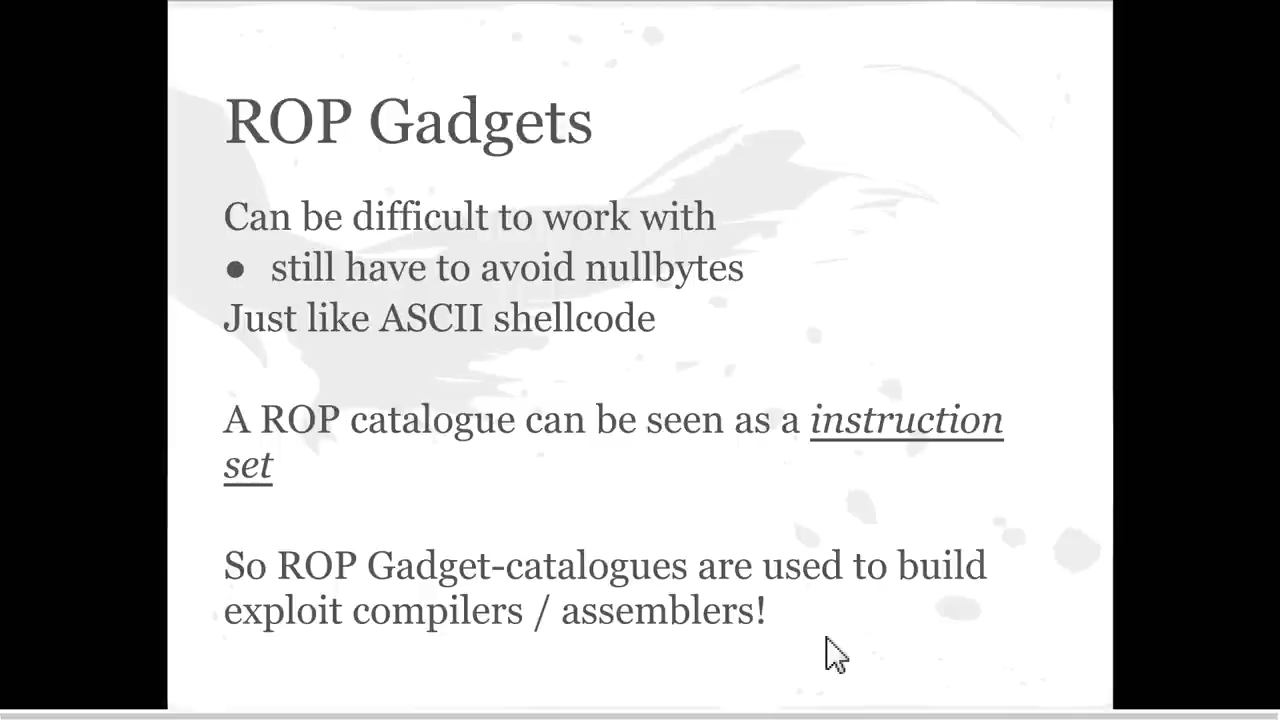 ROP Gadgets
Can be difficult to work with
● still have to avoid nullbytes
Just like ASCII shellcode
A ROP catalogue can be seen as a instruction
set
So ROP Gadget-catalogues are used to build
exploit compilers / assemblers!